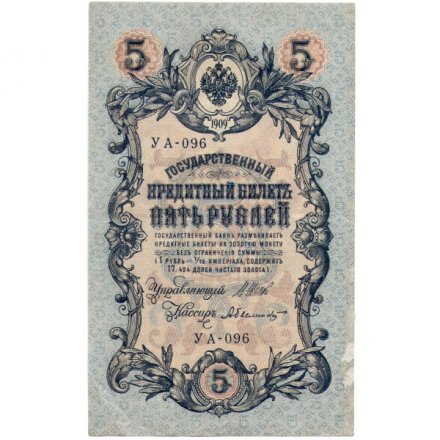 5 5
1909
УА-096
ГОСУДАРСТВЕННЫЙ
КРЕДИТНЫЙ БИЛЕТЪ
ПЯТЬ РУБЛЕЙ
ГОСУДАРСТВЕННЫЙ БАНКЪ РАЗМѢНИВАЕТЪ
КРЕДИТНЫЕ БИЛЕТЫ НА ЗОЛОТУЮ МОНЕТУ
БЕЗЪ ОГРАНИЧЕНІЯ СУММЫ
(1 РУБЛЬ = 1/15 ИМПЕРІАЛА, СОДЕРЖИТЪ
17,424 ДОЛЕЙ ЧИСТАГО ЗОЛОТА).
Управляющій
Кассиръ
УА-096
5